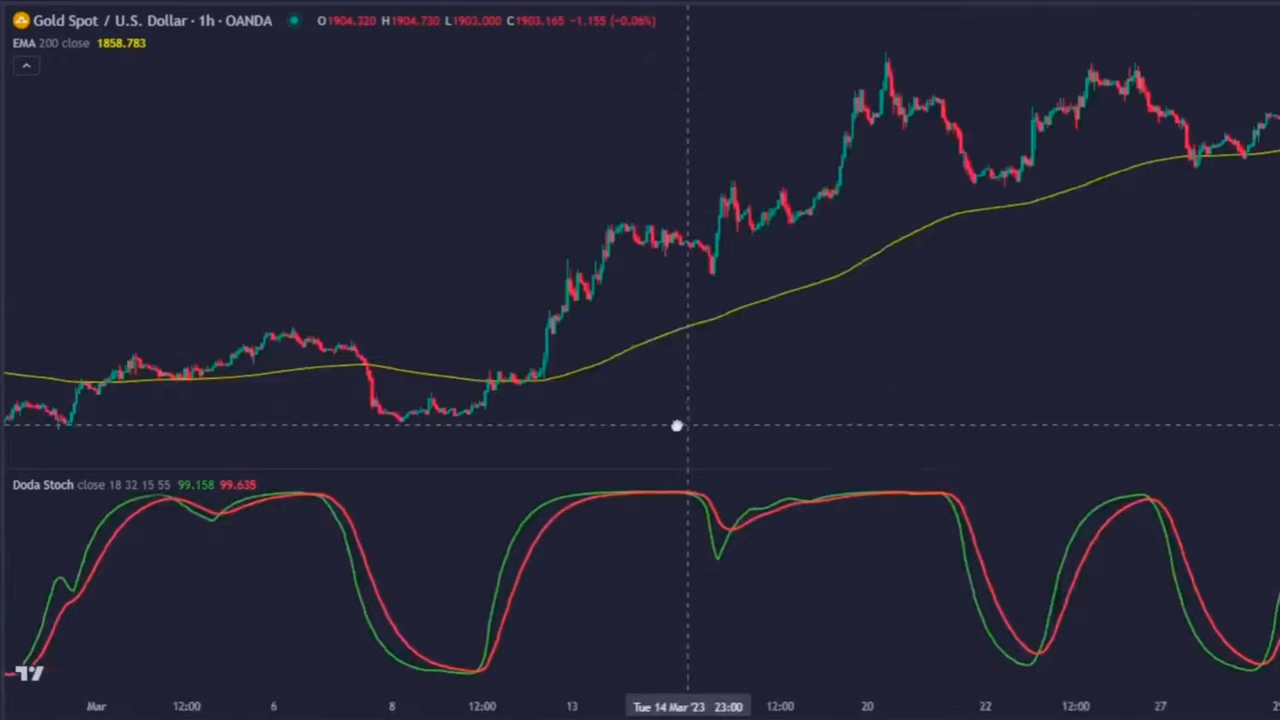 Gold Spot / U.S. Dollar · 1h · OANDA O1904.320 H1904.730 L1903.000 C1903.165 −1.155 (−0.06%)
EMA 200 close 1858.783
Doda Stoch close 18 32 15 55 99.158 99.635
Mar 12:00 6 8 12:00 13 Tue 14 Mar '23 23:00 12:00 20 22 12:00 27 2